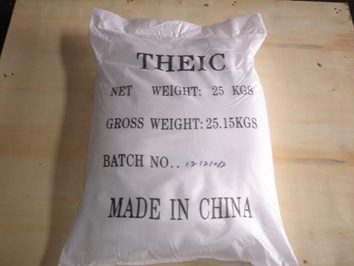 THEIC
NET WEIGHT: 25 KGS
GROSS WEIGHT: 25.15KGS
BATCH NO..
MADE IN CHINA